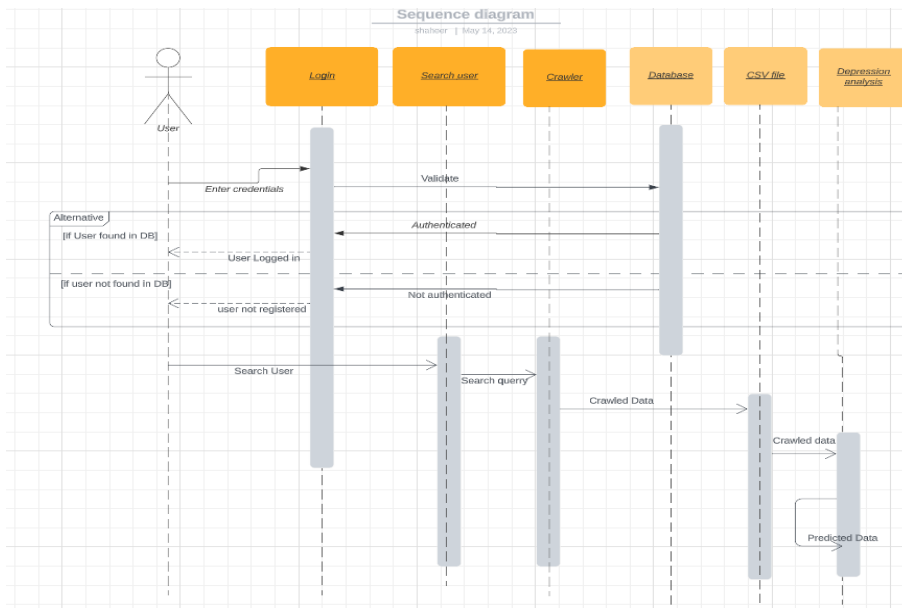 Sequence diagram
shaheer | May 14, 2023
Login
Search user
Crawler
Database
CSV file
Depression
analysis
User
Enter credentials
Validate
Alternative
[if User found in DB]
Authenticated
User Logged in
[if user not found in DB]
Not authenticated
user not registered
Search User
Search querry
Crawled Data
Crawled data
Predicted Data